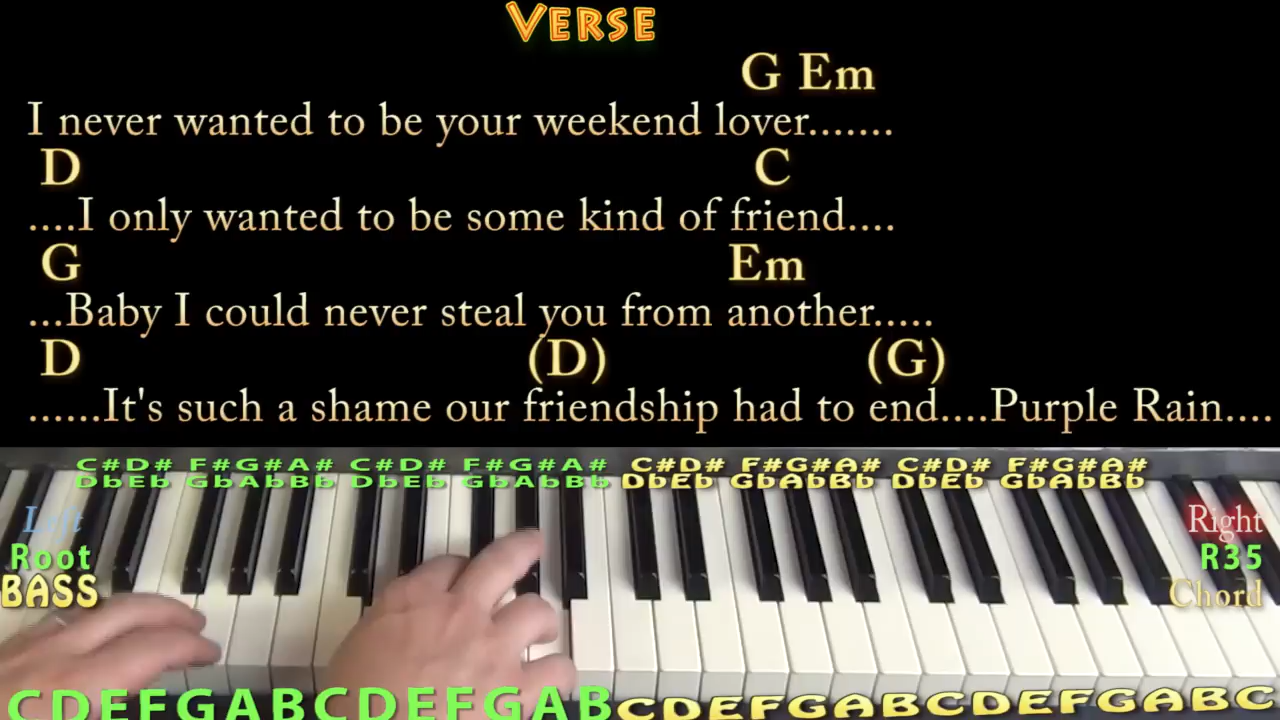 VERSE
G Em
I never wanted to be your weekend lover.......
D C
....I only wanted to be some kind of friend....
G Em
...Baby I could never steal you from another.....
D (D) (G)
......It's such a shame our friendship had to end....Purple Rain....
C#D# F#G#A# C#D# F#G#A# C#D# F#G#A# C#D# F#G#A#
DbEb GbAbBb DbEb GbAbBb DbEb GbAbBb DbEb GbAbBb
Left
Root
BASS
Right
R35
Chord
CDEFGABCDEFGABCDEFGABCDEFGABC